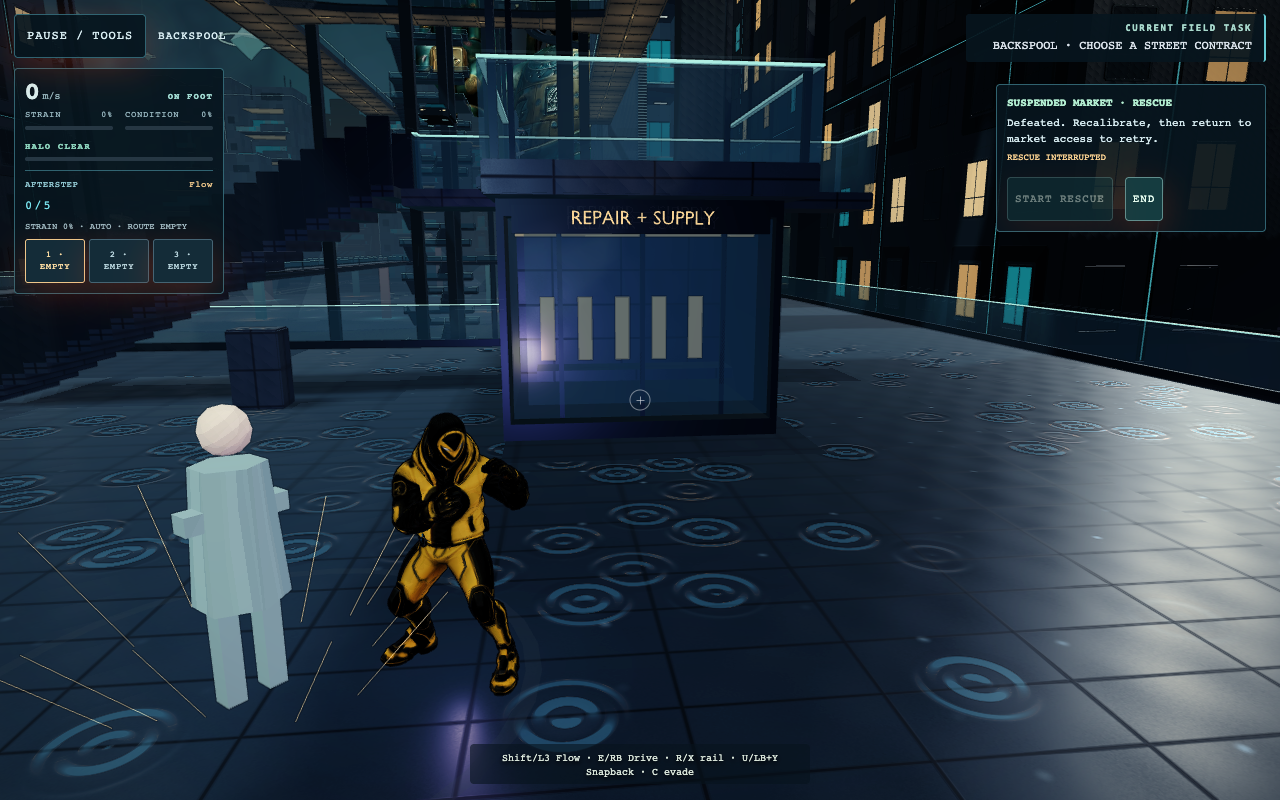 PAUSE / TOOLS
BACKSPOOL
0 m/s
ON FOOT
STRAIN 0%
CONDITION 0%
HALO CLEAR
AFTERSTEP
Flow
0/5
STRAIN 0% · AUTO · ROUTE EMPTY
1 · EMPTY
2 · EMPTY
3 · EMPTY
CURRENT FIELD TASK
BACKSPOOL · CHOOSE A STREET CONTRACT
SUSPENDED MARKET · RESCUE
Defeated. Recalibrate, then return to
market access to retry.
RESCUE INTERRUPTED
START RESCUE
END
REPAIR + SUPPLY
Shift/L3 Flow · E/RB Drive · R/X rail · U/LB+Y
Snapback · C evade